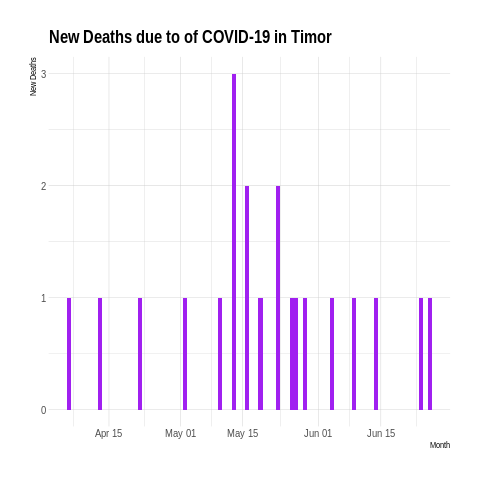 New Deaths due to of COVID-19 in Timor
New Deaths
3
2
1
0
Apr 15 May 01 May 15 Jun 01 Jun 15
Month